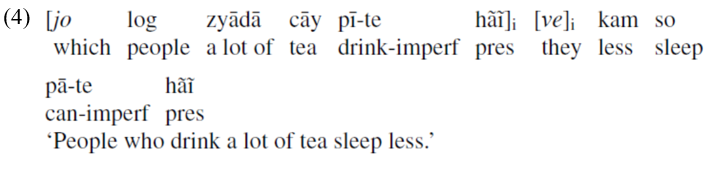 (4) [jo log zyādā cāy pī-te hãĩ]i [ve]i kam so
which people a lot of tea drink-imperf pres they less sleep
pā-te hãĩ
can-imperf pres
‘People who drink a lot of tea sleep less.’